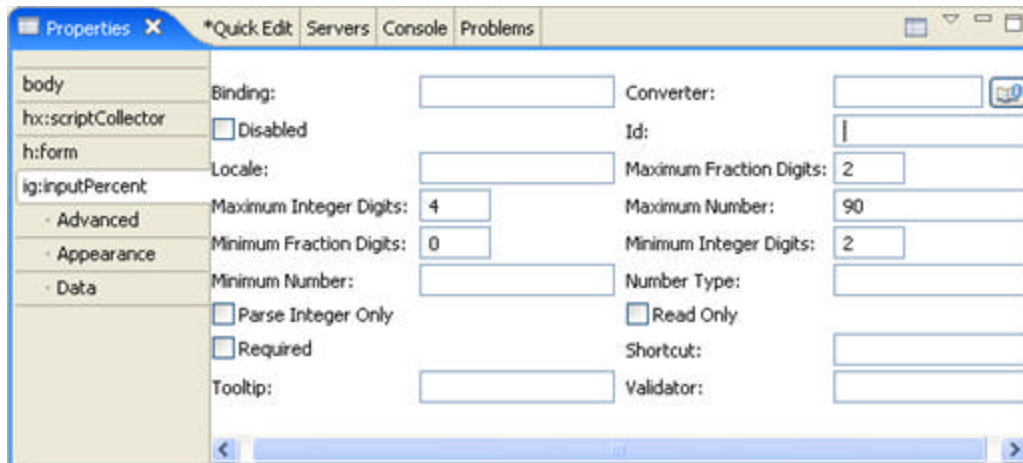 Properties *Quick Edit Servers Console Problems
body
hx:scriptCollector
h:form
ig:inputPercent
· Advanced
· Appearance
· Data
Binding: Converter:
Disabled Id:
Locale: Maximum Fraction Digits: 2
Maximum Integer Digits: 4 Maximum Number: 90
Minimum Fraction Digits: 0 Minimum Integer Digits: 2
Minimum Number: Number Type:
Parse Integer Only Read Only
Required Shortcut:
Tooltip: Validator: